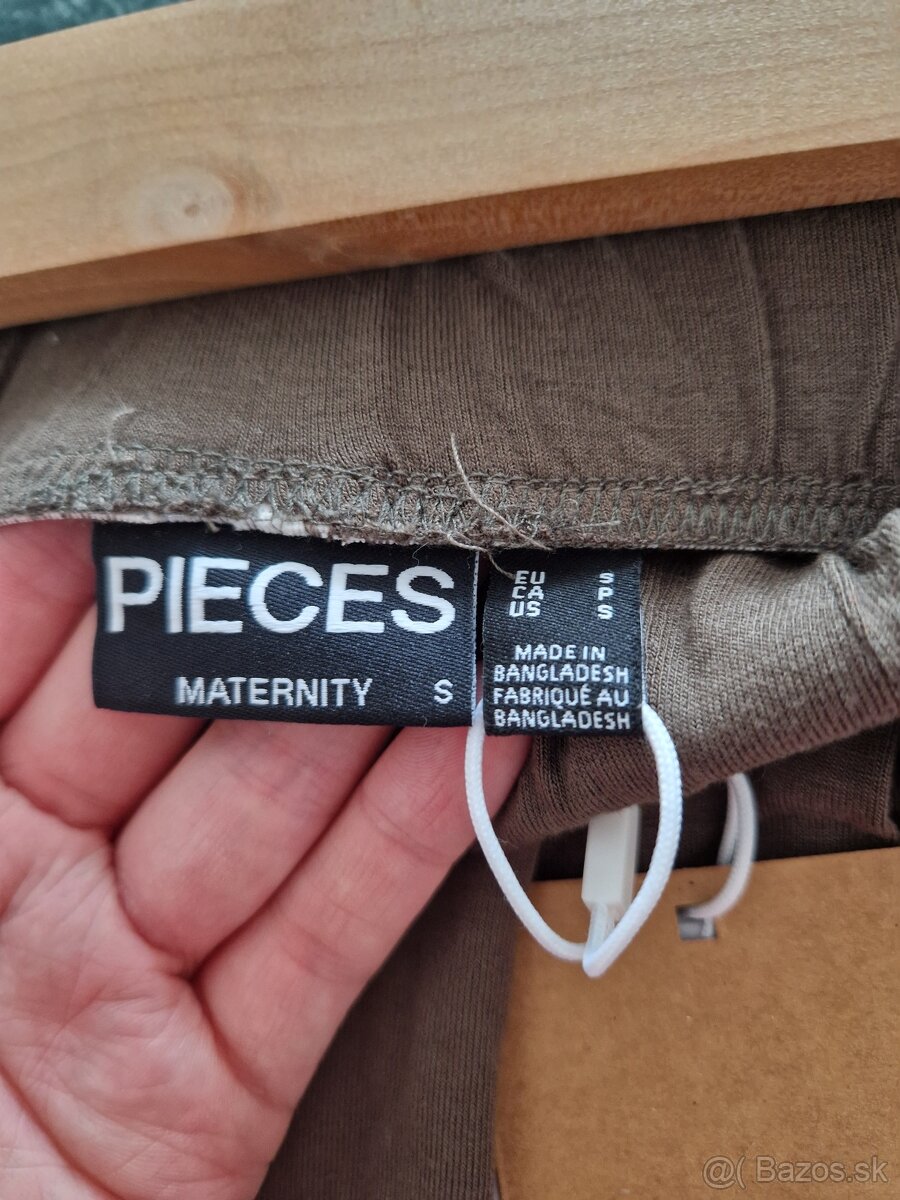 PIECES
MATERNITY S
EU S
CA P
US S
MADE IN
BANGLADESH
FABRIQUÉ AU
BANGLADESH
@( Bazos.sk